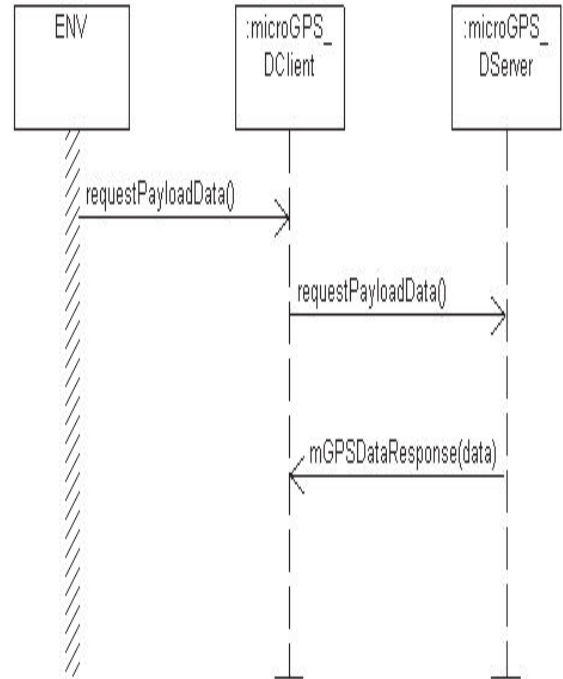 ENV
:microGPS_
DClient
:microGPS_
DServer
requestPayloadData()
requestPayloadData()
mGPSDataResponse(data)